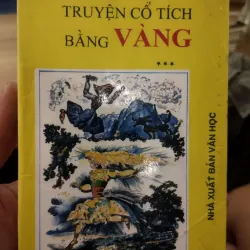 TRUYỆN CỔ TÍCH
BẰNG VÀNG
***
NHÀ XUẤT BẢN VĂN HỌC